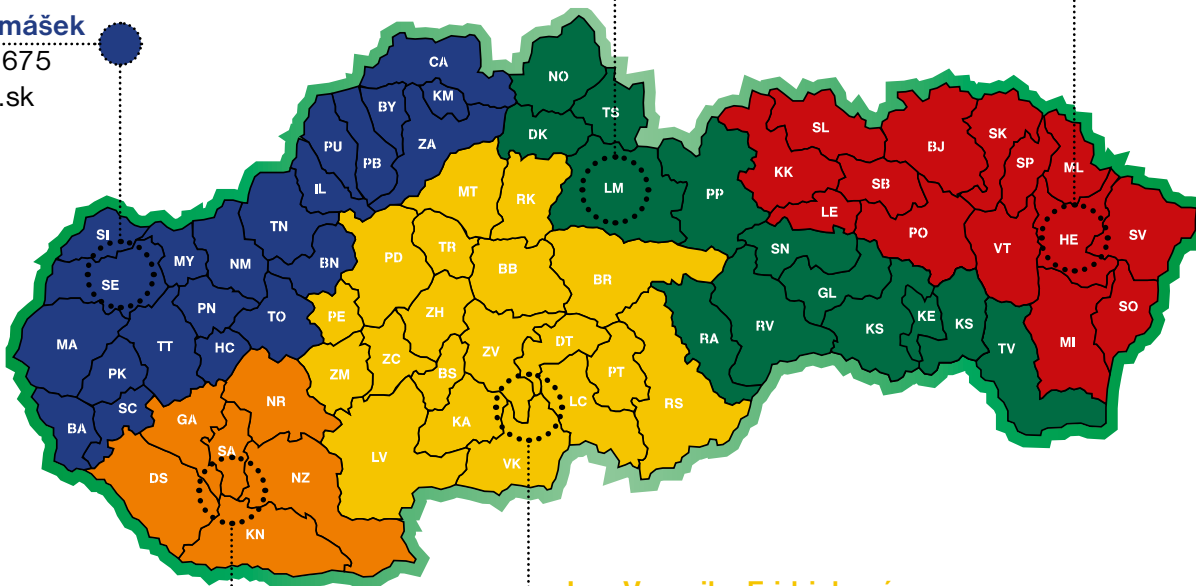 mášek
675
.sk
CA
NO
KM
BY
TS
SL
SK
DK
PU
ZA
BJ
PB
SP
ML
KK
IL
SB
MT
LM
PP
RK
LE
TN
SI
PO
SV
TR
HE
VT
SN
MY
NM
BN
PD
BB
SE
BR
GL
PN
SO
ZH
TO
PE
KE
KS
KS
RV
RA
MA
TT
HC
DT
MI
ZV
TV
ZC
PK
ZM
BS
PT
NR
LC
RS
SC
GA
KA
BA
SA
LV
VK
DS
NZ
KN